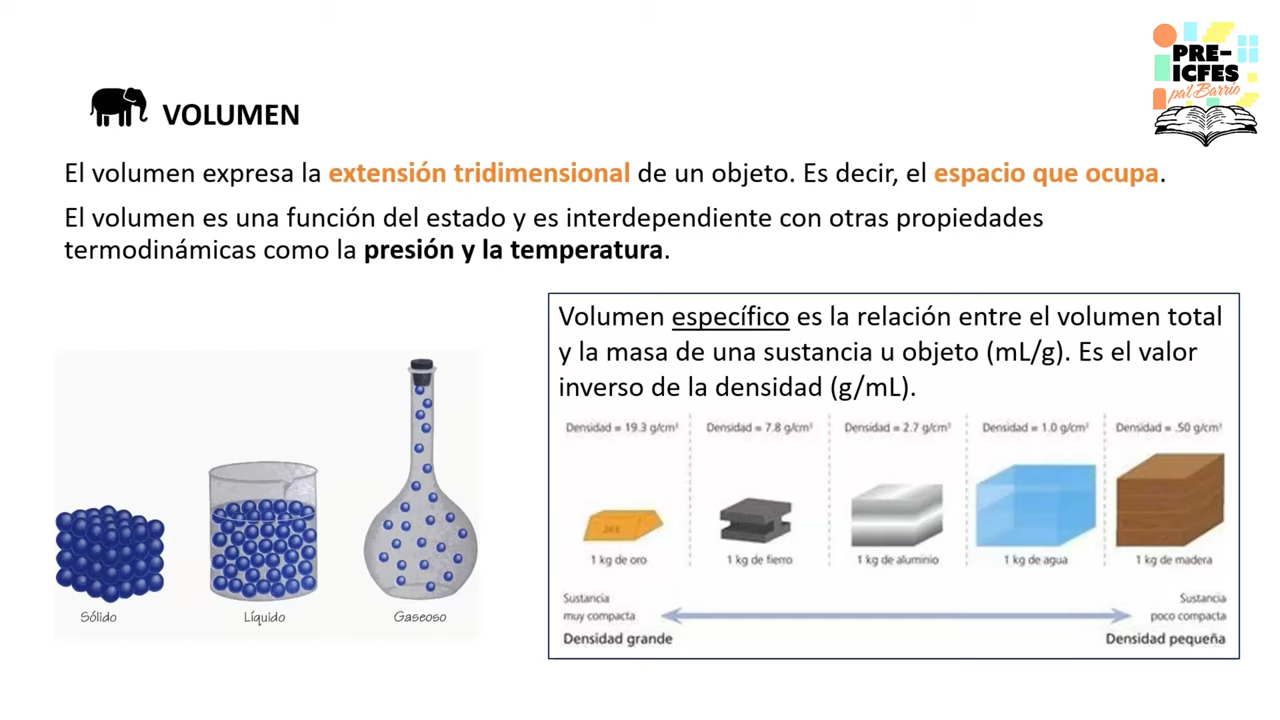 PRE-
ICFES
pa'l Barrio
VOLUMEN
El volumen expresa la extensión tridimensional de un objeto. Es decir, el espacio que ocupa.
El volumen es una función del estado y es interdependiente con otras propiedades
termodinámicas como la presión y la temperatura.
Sólido
Líquido
Gaseoso
Volumen específico es la relación entre el volumen total
y la masa de una sustancia u objeto (mL/g). Es el valor
inverso de la densidad (g/mL).
Densidad = 19.3 g/cm³
Densidad = 7.8 g/cm³
Densidad = 2.7 g/cm³
Densidad = 1.0 g/cm³
Densidad = .50 g/cm³
1 kg de oro
1 kg de fierro
1 kg de aluminio
1 kg de agua
1 kg de madera
Sustancia
muy compacta
Densidad grande
Sustancia
poco compacta
Densidad pequeña